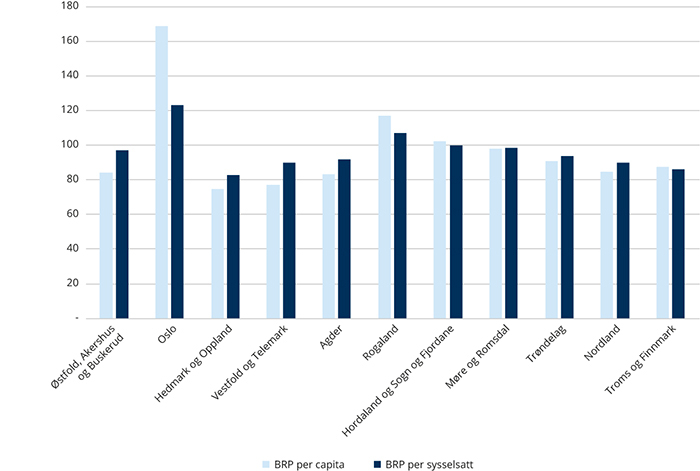 180
160
140
120
100
80
60
40
20
-
Østfold, Akershus
og Buskerud
Oslo
Hedmark og Oppland
Vestfold og Telemark
Agder
Rogaland
Hordaland og Sogn og Fjordane
Møre og Romsdal
Trøndelag
Nordland
Troms og Finnmark
BRP per capita BRP per sysselsatt